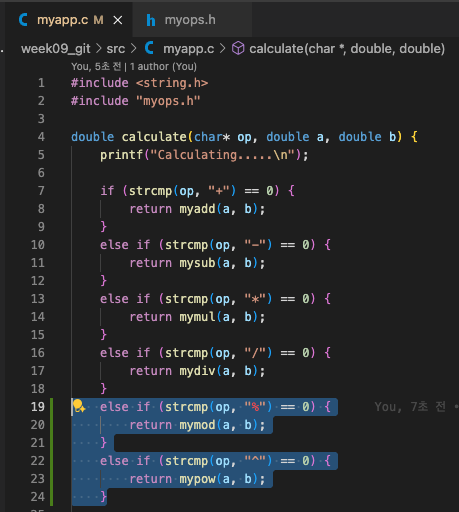 myapp.c M
myops.h
week09_git > src > myapp.c > calculate(char *, double, double)
You, 5초 전 | 1 author (You)
1 #include <string.h>
2 #include "myops.h"
3
4 double calculate(char* op, double a, double b) {
5     printf("Calculating.....\n");
6
7     if (strcmp(op, "+") == 0) {
8         return myadd(a, b);
9     }
10     else if (strcmp(op, "-") == 0) {
11         return mysub(a, b);
12     }
13     else if (strcmp(op, "*") == 0) {
14         return mymul(a, b);
15     }
16     else if (strcmp(op, "/") == 0) {
17         return mydiv(a, b);
18     }
19     else if (strcmp(op, "%") == 0) { You, 7초 전 •
20         return mymod(a, b);
21     }
22     else if (strcmp(op, "^") == 0) {
23         return mypow(a, b);
24     }